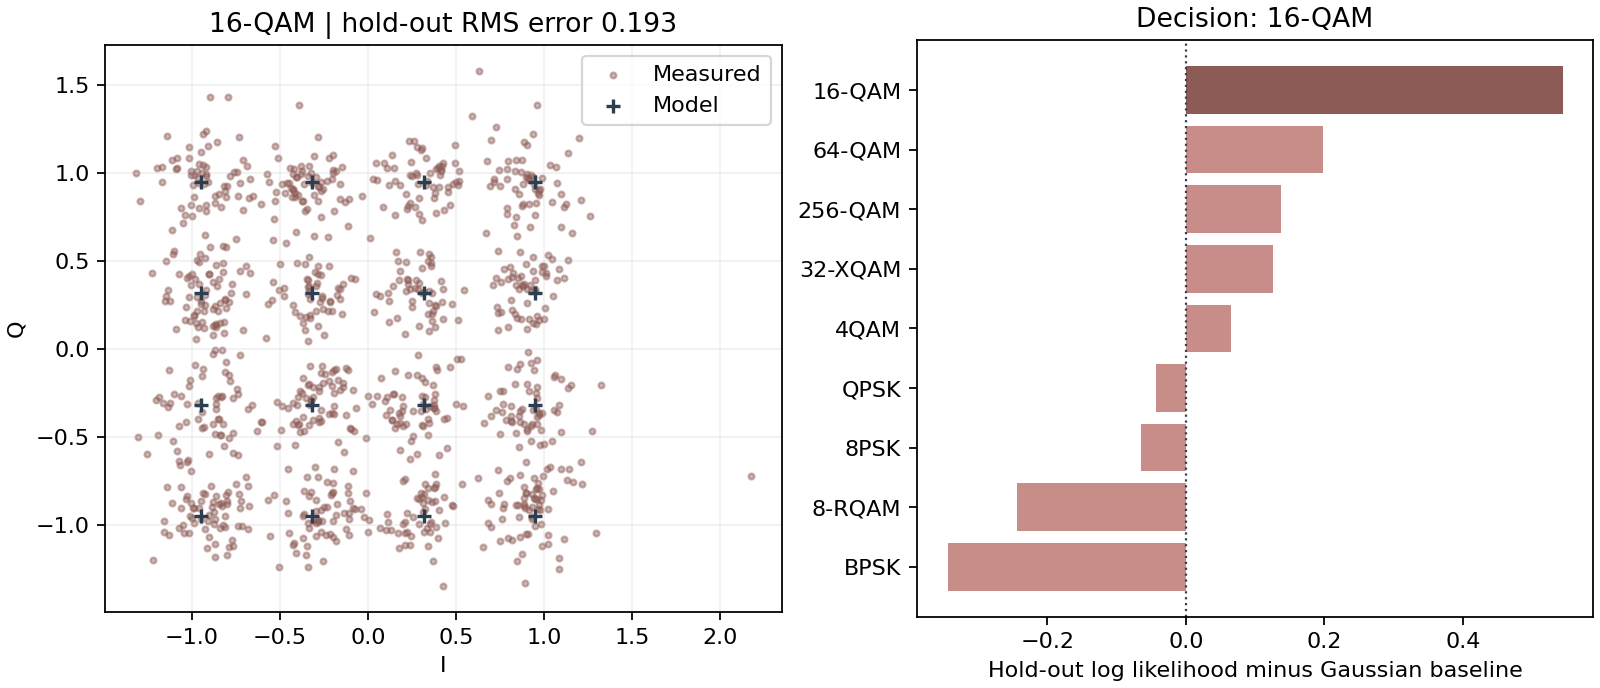 16-QAM | hold-out RMS error 0.193
Measured
Model
1.5
1.0
0.5
0.0
−0.5
−1.0
Q
−1.0
−0.5
0.0
0.5
1.0
1.5
2.0
I
Decision: 16-QAM
16-QAM
64-QAM
256-QAM
32-XQAM
4QAM
QPSK
8PSK
8-RQAM
BPSK
−0.2
0.0
0.2
0.4
Hold-out log likelihood minus Gaussian baseline